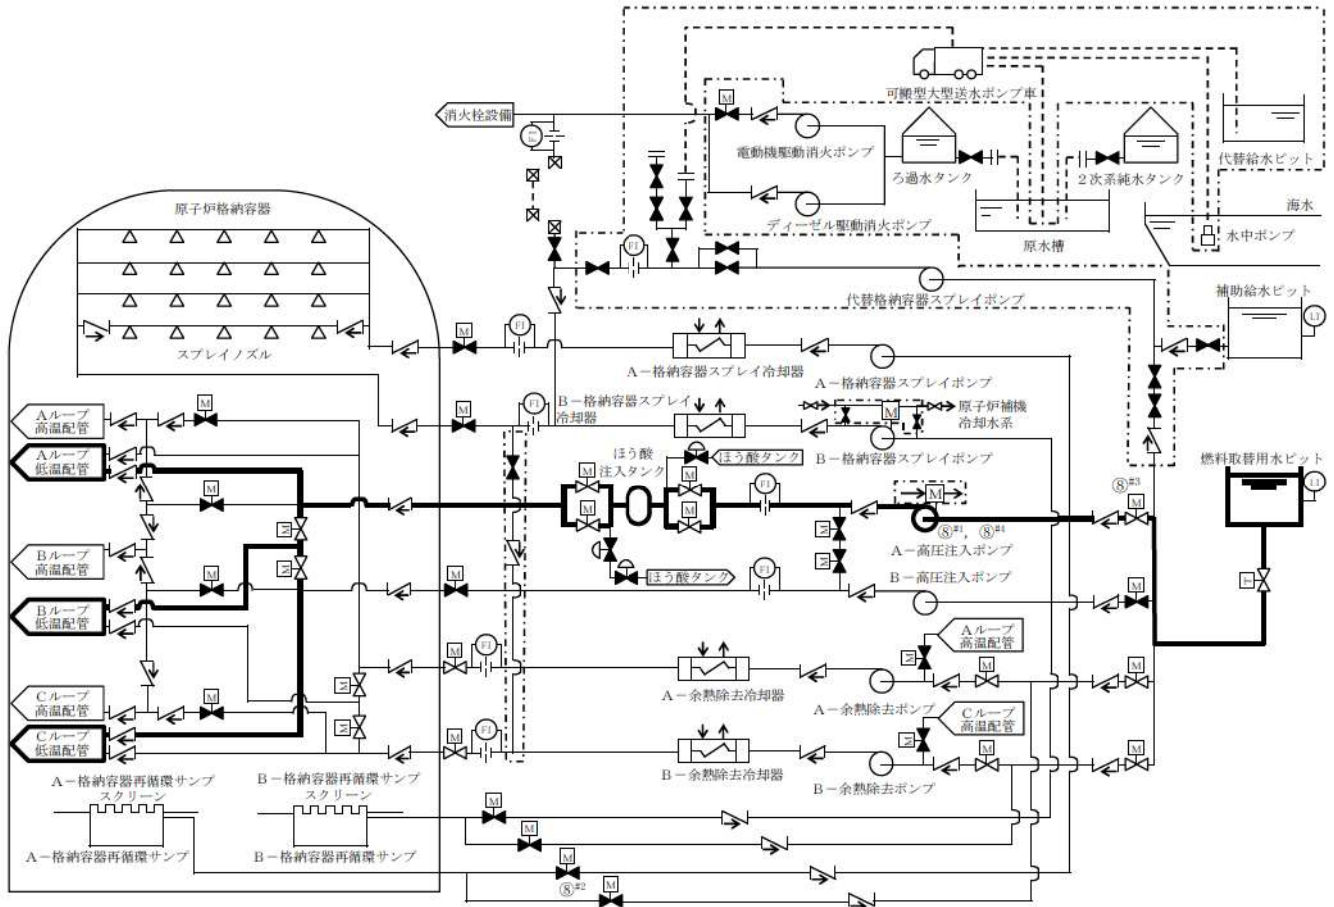 可搬型大型送水ポンプ車
消火栓設備
M
電動機駆動消火ポンプ
ろ過水タンク
2次系純水タンク
代替給水ピット
ディーゼル駆動消火ポンプ
原水槽
海水
水中ポンプ
原子炉格納容器
FI
代替格納容器スプレイポンプ
補助給水ピット
LI
スプレイノズル
M
FI
A-格納容器スプレイ冷却器
A-格納容器スプレイポンプ
M
FI
B-格納容器スプレイ
冷却器
M
原子炉補機
冷却水系
B-格納容器スプレイポンプ
Aループ
高温配管
M
Aループ
低温配管
ほう酸
注入タンク
ほう酸タンク
燃料取替用水ピット
LI
M
M
M
M
M
FI
M
⑧#1, ⑧#4
⑧#3
M
A-高圧注入ポンプ
M
M
M
M
ほう酸タンク
Bループ
高温配管
M
M
FI
B-高圧注入ポンプ
M
T
Bループ
低温配管
Aループ
高温配管
M
FI
A-余熱除去冷却器
A-余熱除去ポンプ
M
M
M
Cループ
高温配管
M
M
M
Cループ
低温配管
M
FI
B-余熱除去冷却器
B-余熱除去ポンプ
Cループ
高温配管
M
M
M
A-格納容器再循環サンプ
スクリーン
B-格納容器再循環サンプ
スクリーン
A-格納容器再循環サンプ
B-格納容器再循環サンプ
M
M
M
⑧#2
M